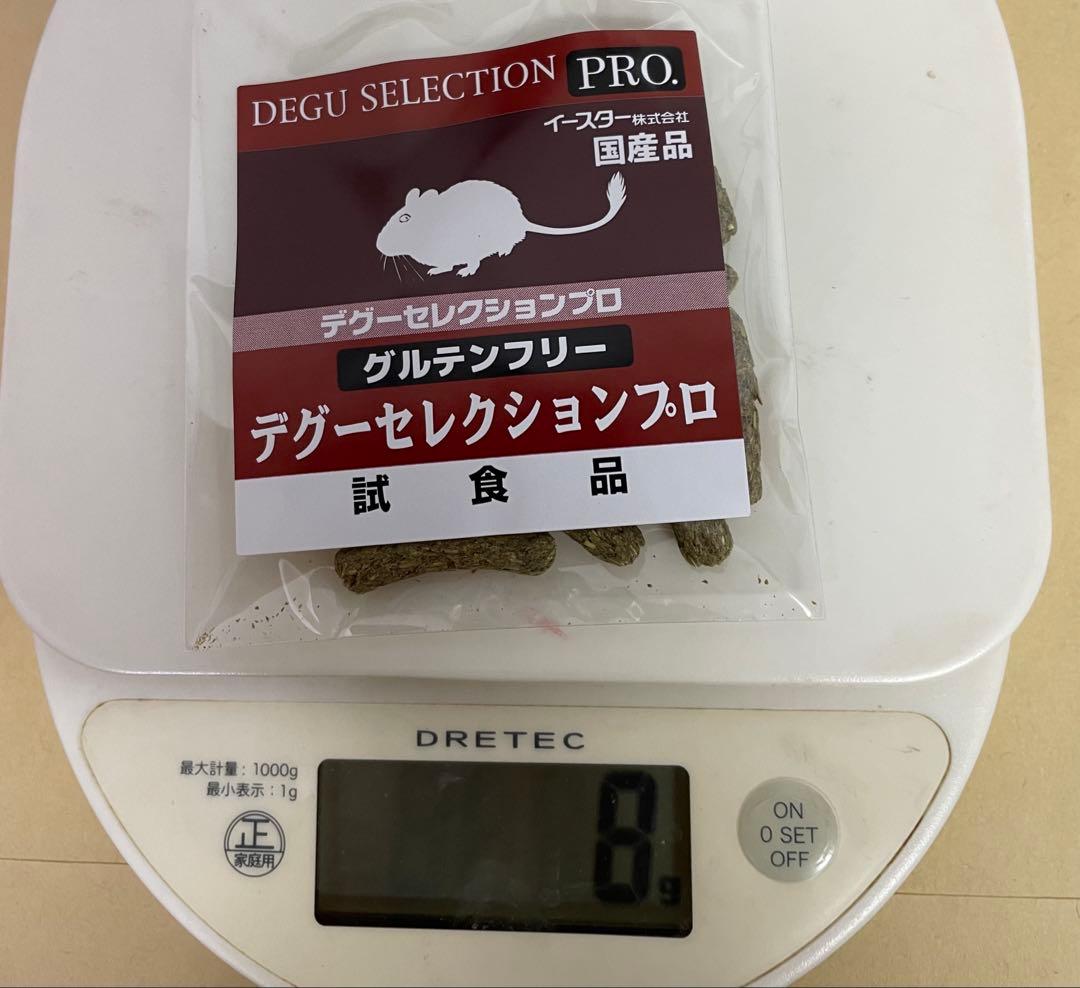 DEGU SELECTION PRO.
イースター株式会社
国産品
デグーセレクションプロ
グルテンフリー
デグーセレクションプロ
試食品
DRETEC
最大計量：1000g
最小表示：1g
正
家庭用
8g
ON
0 SET
OFF